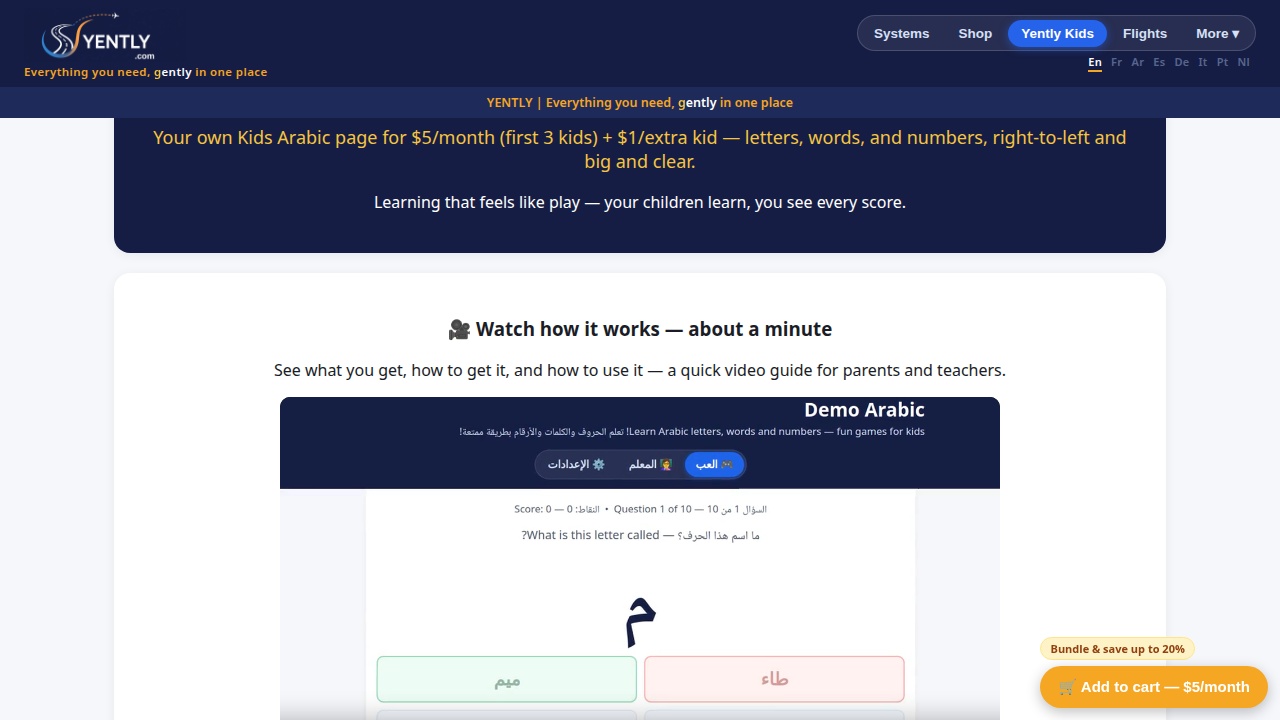 YENTLY
.com
Everything you need, gently in one place
Systems Shop Yently Kids Flights More ▾
En Fr Ar Es De It Pt Nl
YENTLY | Everything you need, gently in one place
Your own Kids Arabic page for $5/month (first 3 kids) + $1/extra kid — letters, words, and numbers, right-to-left and
big and clear.
Learning that feels like play — your children learn, you see every score.
🎥 Watch how it works — about a minute
See what you get, how to get it, and how to use it — a quick video guide for parents and teachers.
Demo Arabic
!Learn Arabic letters, words and numbers — fun games for kids تعلم الحروف والكلمات والأرقام بطريقة ممتعة!
🎮 العب 👩‍🏫 المعلم ⚙️ الإعدادات
السؤال 1 من 10 — Question 1 of 10 • النقاط: 0 — Score: 0
ما اسم هذا الحرف؟ — What is this letter called?
م
طاء
ميم
Bundle & save up to 20%
🛒 Add to cart — $5/month